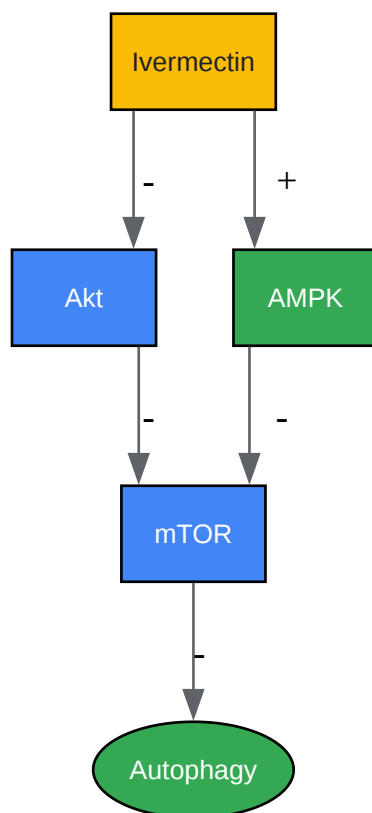 Ivermectin
- +
Akt AMPK
- -
mTOR
-
Autophagy